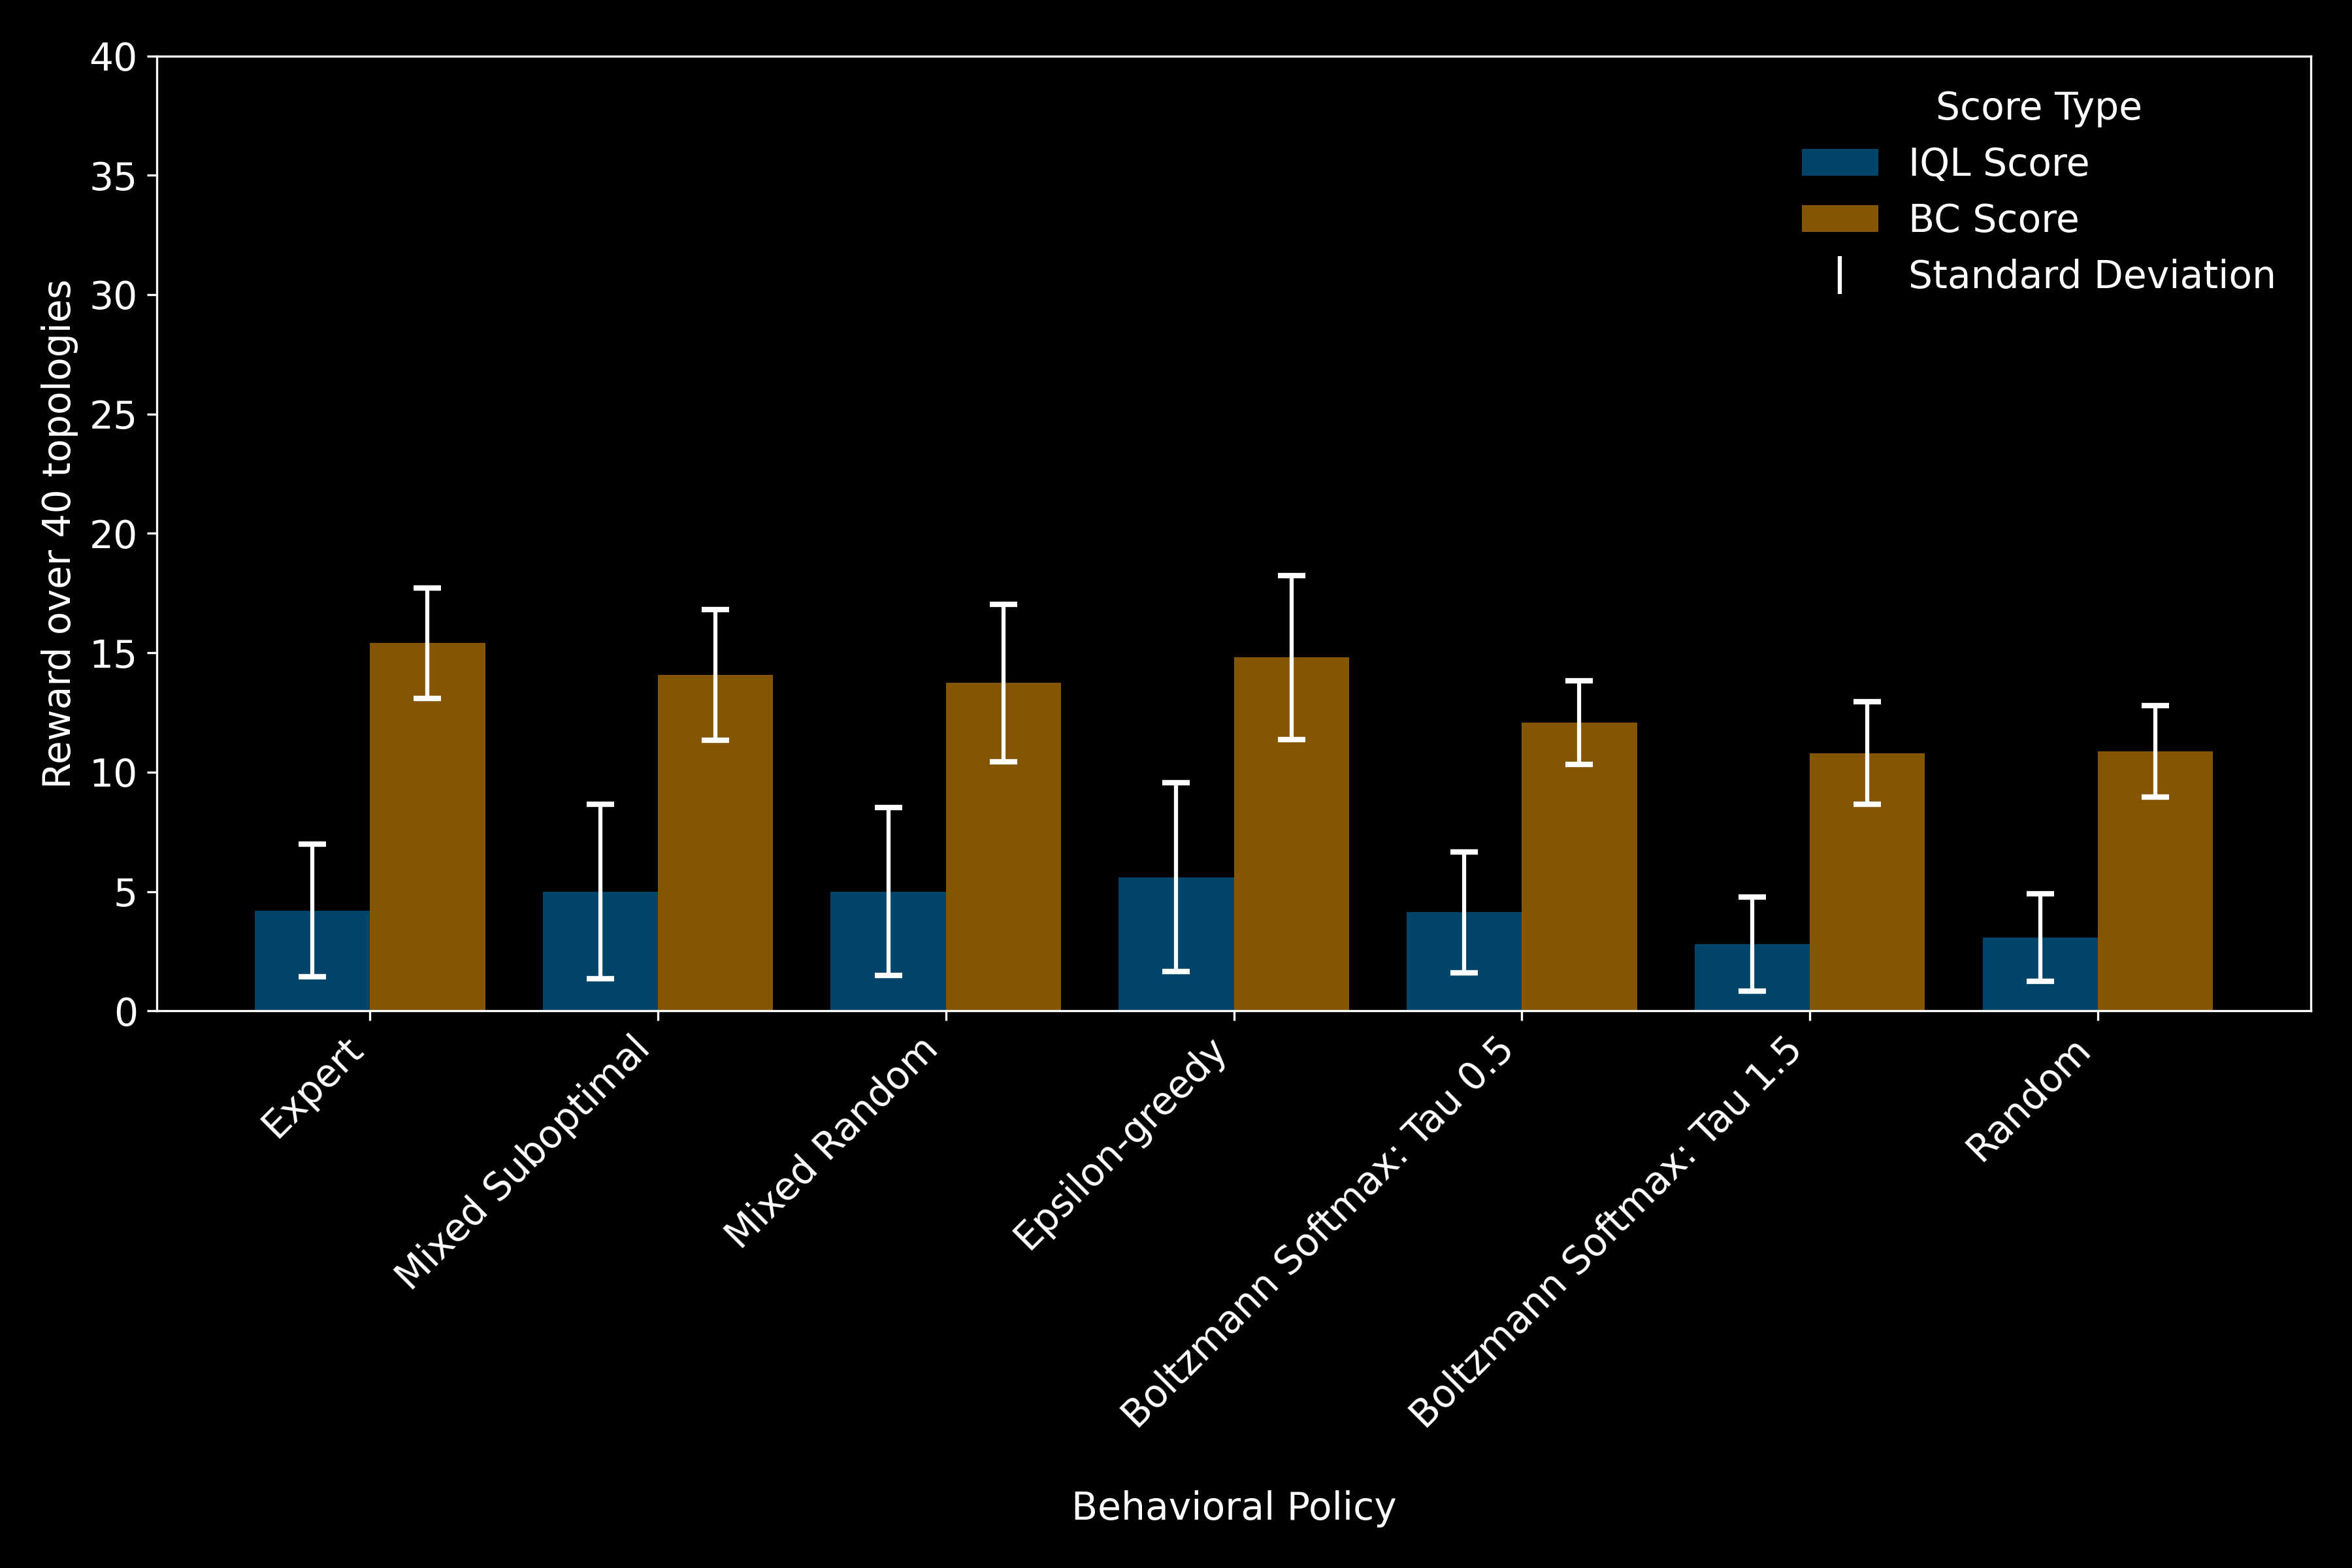 Score Type
IQL Score
BC Score
Standard Deviation
Reward over 40 topologies
40
35
30
25
20
15
10
5
0
Expert
Mixed Suboptimal
Mixed Random
Epsilon-greedy
Boltzmann Softmax: Tau 0.5
Boltzmann Softmax: Tau 1.5
Random
Behavioral Policy